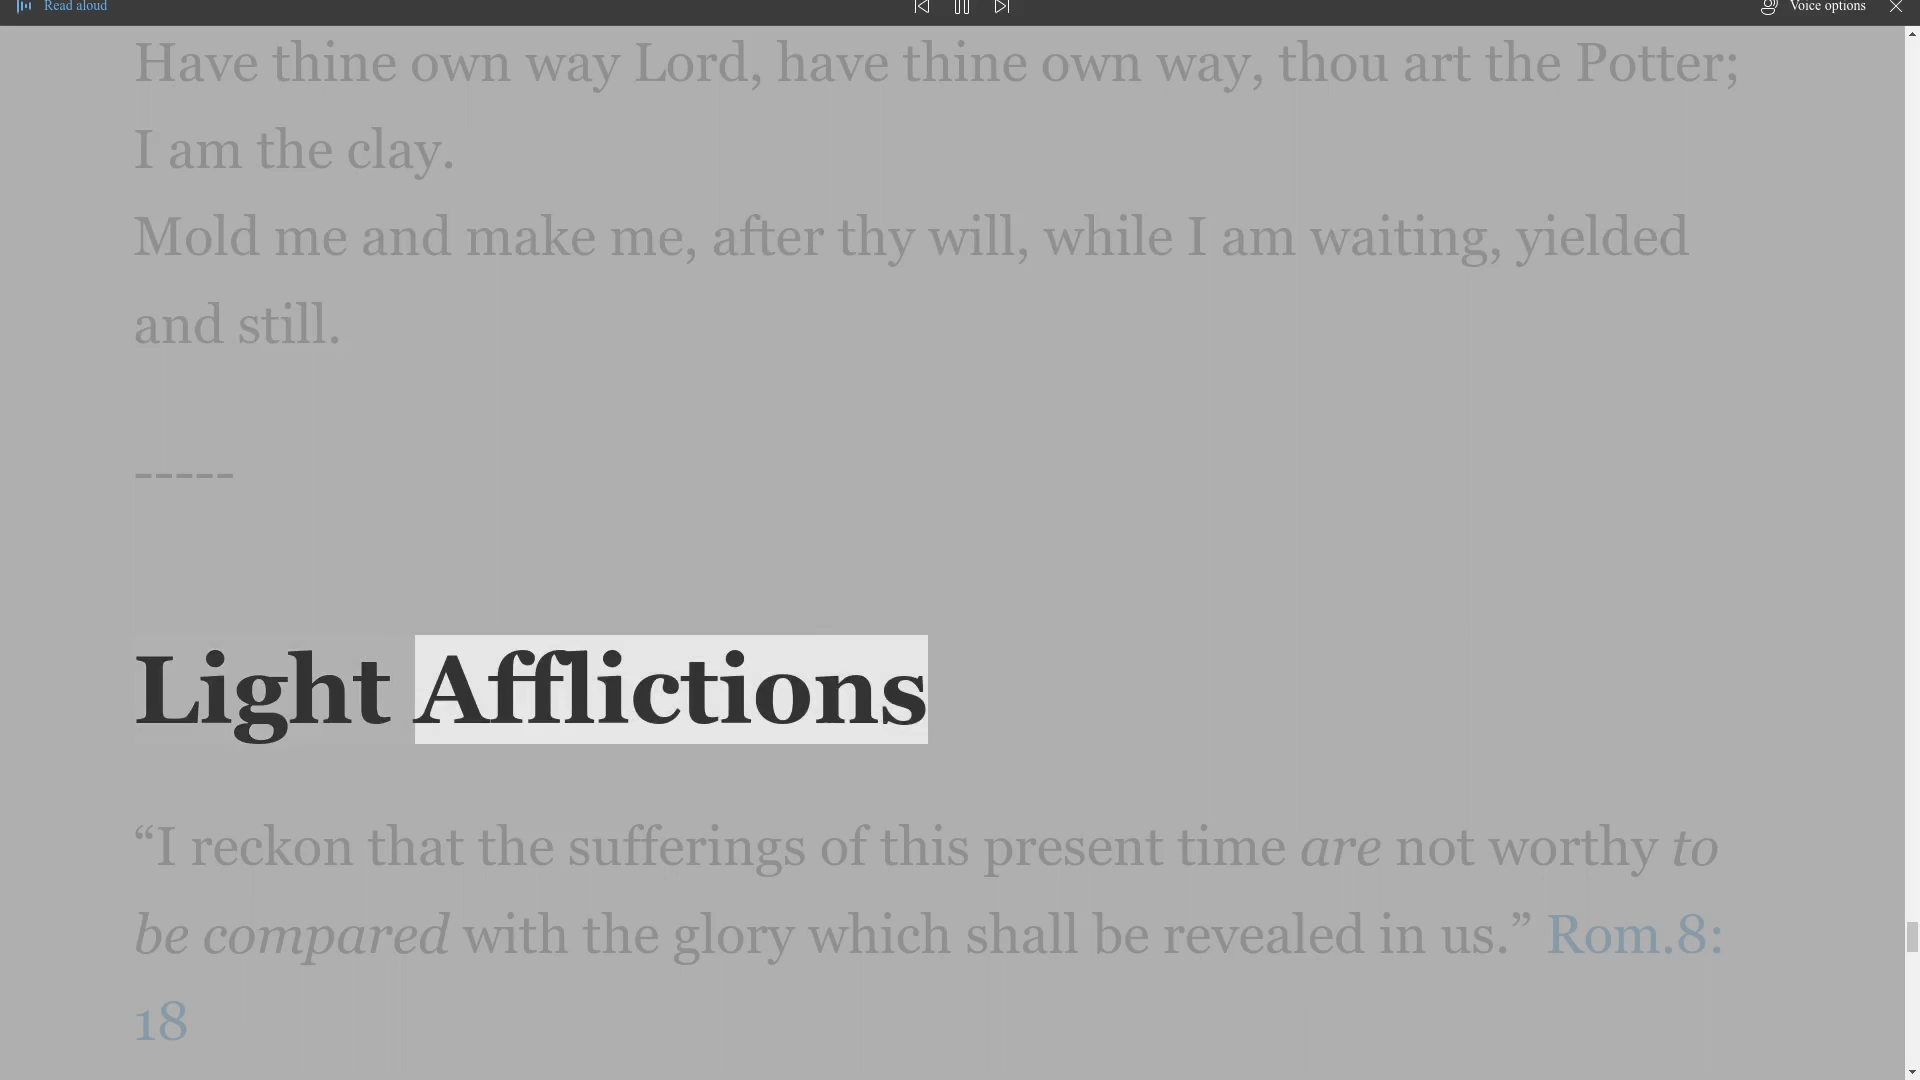 Read aloud
Voice options
Have thine own way Lord, have thine own way, thou art the Potter;
I am the clay.
Mold me and make me, after thy will, while I am waiting, yielded
and still.
-----
Light Afflictions
“I reckon that the sufferings of this present time are not worthy to
be compared with the glory which shall be revealed in us.” Rom.8:
18